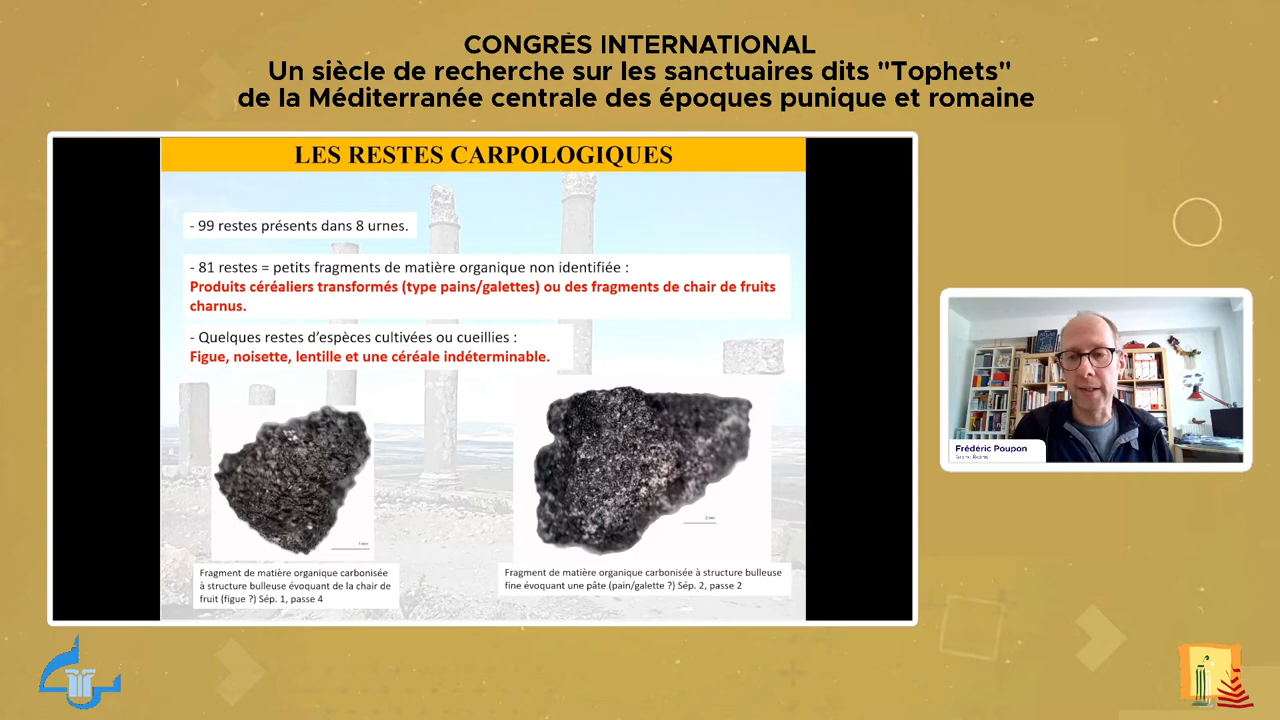 CONGRÈS INTERNATIONAL
Un siècle de recherche sur les sanctuaires dits "Tophets"
de la Méditerranée centrale des époques punique et romaine
LES RESTES CARPOLOGIQUES
- 99 restes présents dans 8 urnes.
- 81 restes = petits fragments de matière organique non identifiée :
Produits céréaliers transformés (type pains/galettes) ou des fragments de chair de fruits
charnus.
- Quelques restes d’espèces cultivées ou cueillies :
Figue, noisette, lentille et une céréale indéterminable.
Fragment de matière organique carbonisée
à structure bulleuse évoquant de la chair de
fruit (figue ?) Sép. 1, passe 4
Fragment de matière organique carbonisée à structure bulleuse
fine évoquant une pâte (pain/galette ?) Sép. 2, passe 2
Frédéric Poupon
Grand Reims